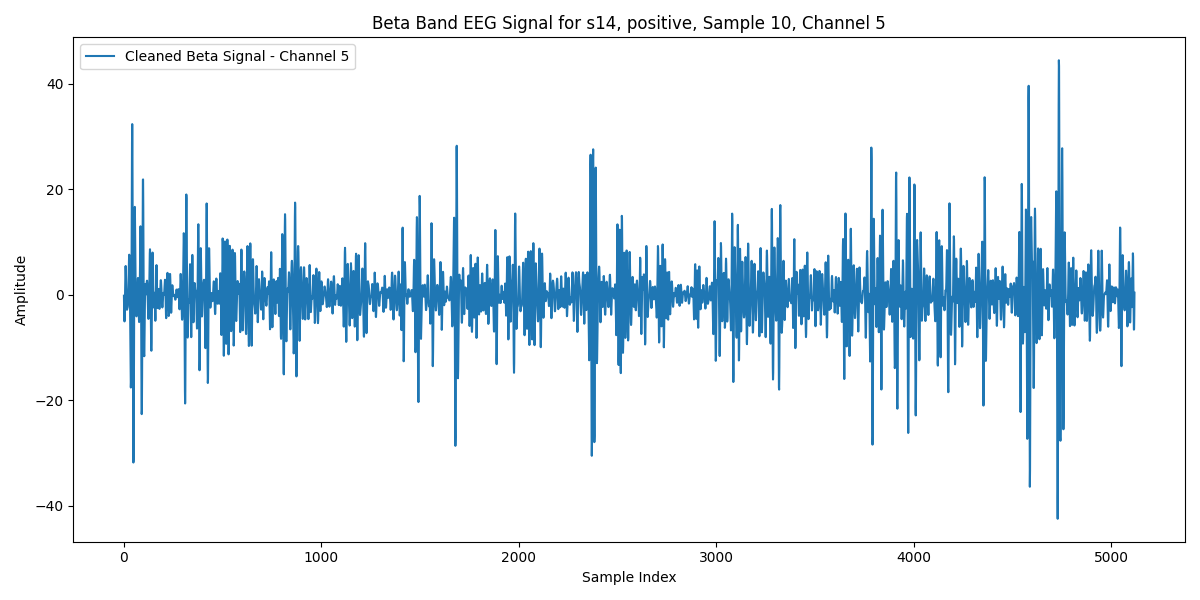 Beta Band EEG Signal for s14, positive, Sample 10, Channel 5
Cleaned Beta Signal - Channel 5
Amplitude
40
20
0
−20
−40
0 1000 2000 3000 4000 5000
Sample Index